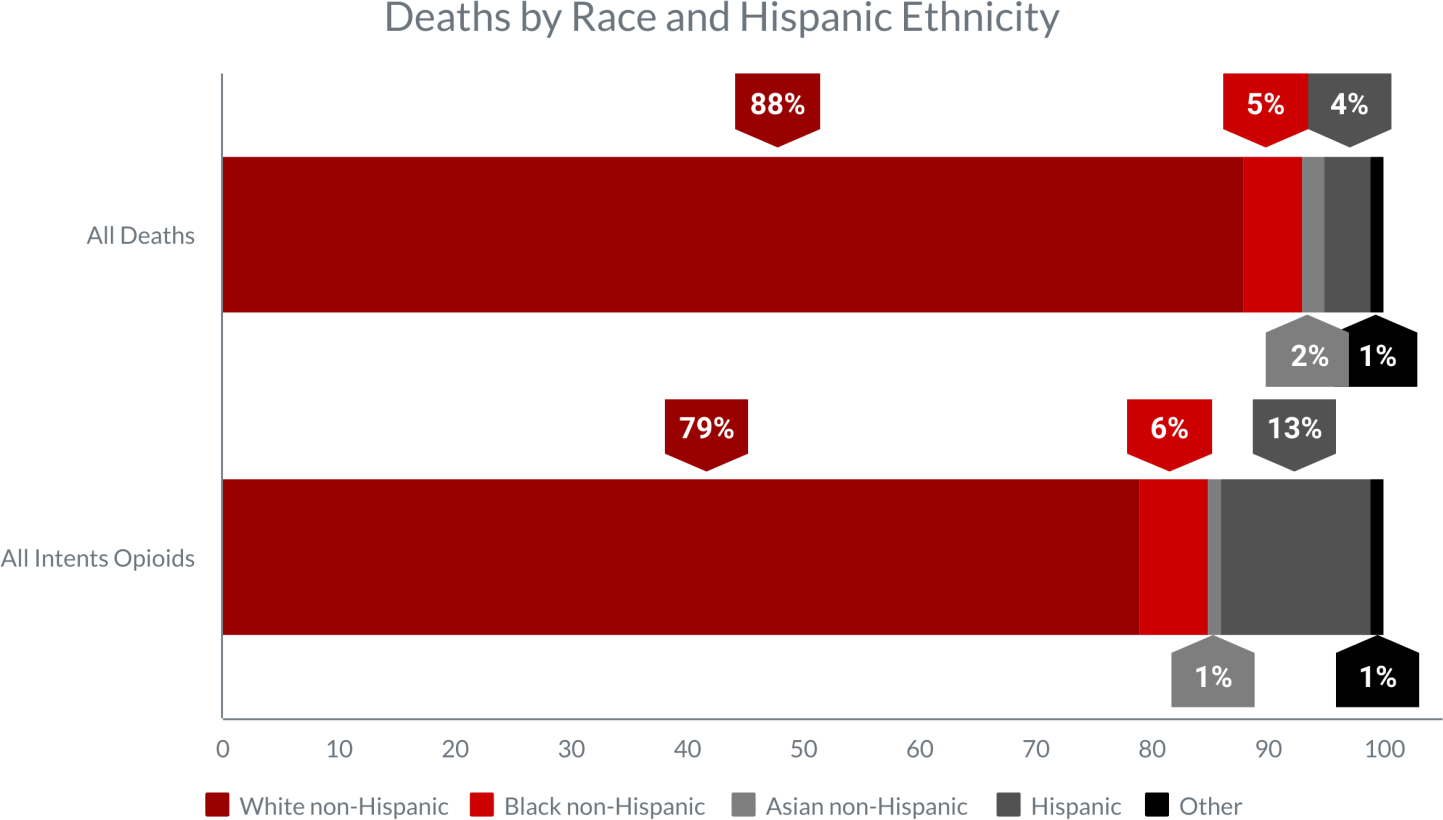 Deaths by Race and Hispanic Ethnicity
88% 5% 4%
All Deaths
2% 1%
79% 6% 13%
All Intents Opioids
1% 1%
0 10 20 30 40 50 60 70 80 90 100
White non-Hispanic Black non-Hispanic Asian non-Hispanic Hispanic Other